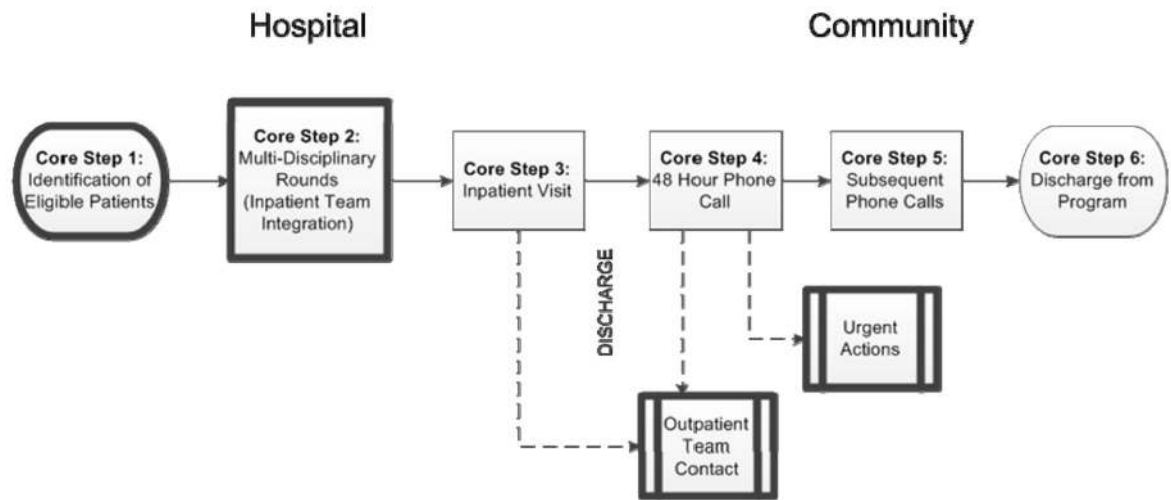 Hospital
Community
Core Step 1:
Identification of
Eligible Patients
Core Step 2:
Multi-Disciplinary
Rounds
(Inpatient Team
Integration)
Core Step 3:
Inpatient Visit
Core Step 4:
48 Hour Phone
Call
Core Step 5:
Subsequent
Phone Calls
Core Step 6:
Discharge from
Program
DISCHARGE
Urgent
Actions
Outpatient
Team
Contact